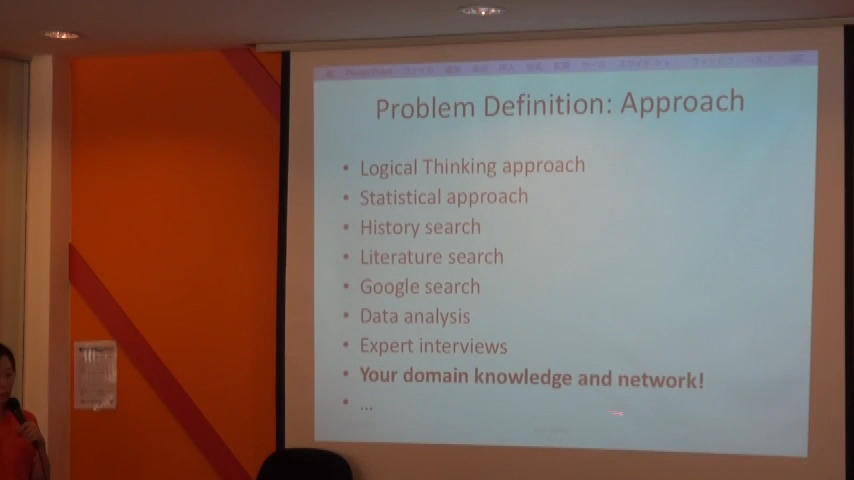 Problem Definition: Approach
• Logical Thinking approach
• Statistical approach
• History search
• Literature search
• Google search
• Data analysis
• Expert interviews
• Your domain knowledge and network!
• ...